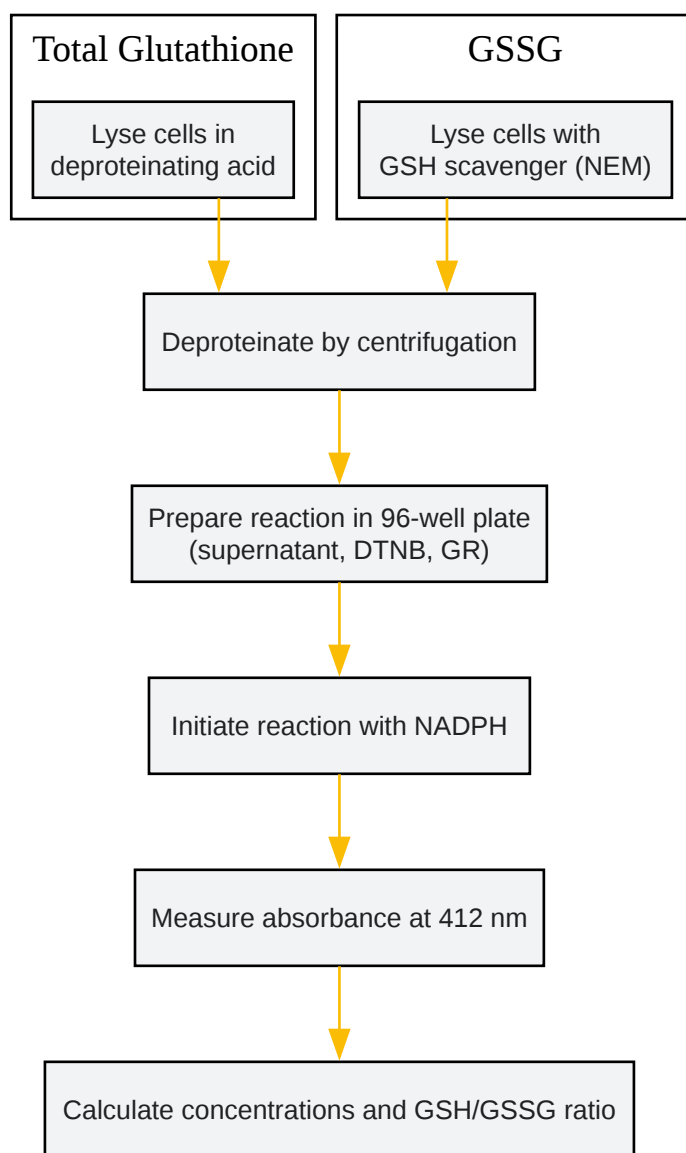 Total Glutathione
Lyse cells in
deproteinating acid
GSSG
Lyse cells with
GSH scavenger (NEM)
Deproteinate by centrifugation
Prepare reaction in 96-well plate
(supernatant, DTNB, GR)
Initiate reaction with NADPH
Measure absorbance at 412 nm
Calculate concentrations and GSH/GSSG ratio